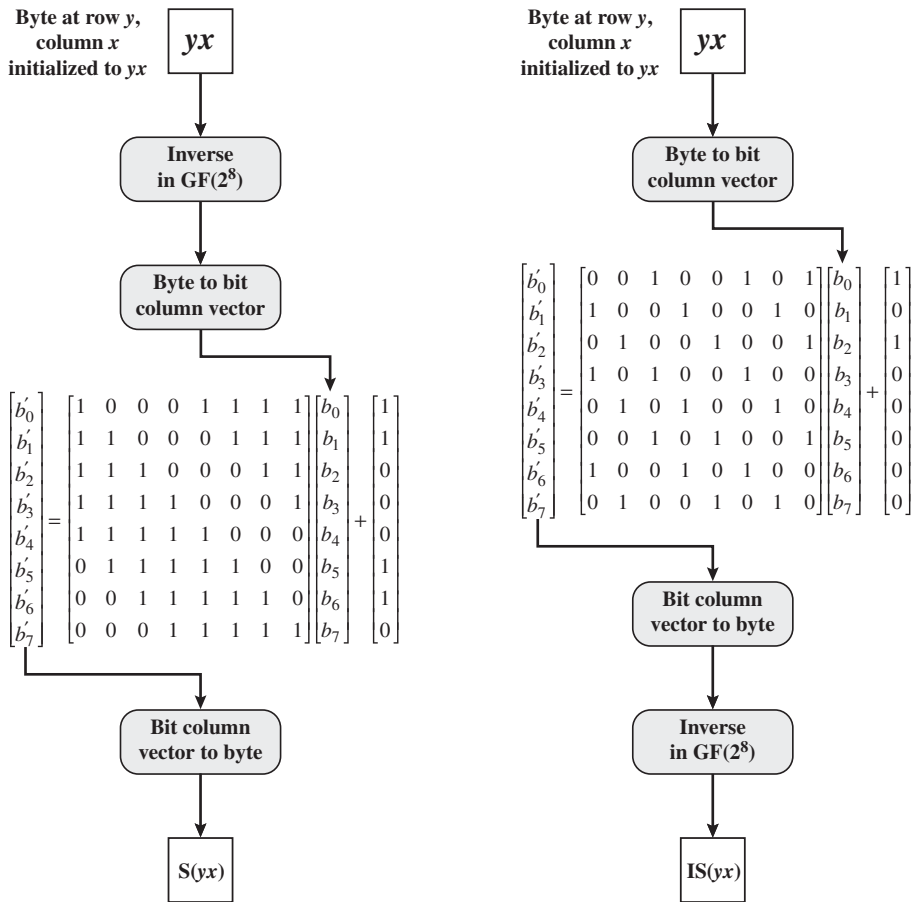 Byte at row y,
column x
initialized to yx
yx
Inverse
in GF(2⁸)
Byte to bit
column vector
b′₀ 1 0 0 0 1 1 1 1 b₀ 1
b′₁ 1 1 0 0 0 1 1 1 b₁ 1
b′₂ 1 1 1 0 0 0 1 1 b₂ 0
b′₃ 1 1 1 1 0 0 0 1 b₃ 0
b′₄ = 1 1 1 1 1 0 0 0 b₄ + 0
b′₅ 0 1 1 1 1 1 0 0 b₅ 1
b′₆ 0 0 1 1 1 1 1 0 b₆ 1
b′₇ 0 0 0 1 1 1 1 1 b₇ 0
Bit column
vector to byte
S(yx)
Byte at row y,
column x
initialized to yx
yx
Byte to bit
column vector
b′₀ 0 0 1 0 0 1 0 1 b₀ 1
b′₁ 1 0 0 1 0 0 1 0 b₁ 0
b′₂ 0 1 0 0 1 0 0 1 b₂ 1
b′₃ = 1 0 1 0 0 1 0 0 b₃ + 0
b′₄ 0 1 0 1 0 0 1 0 b₄ 0
b′₅ 0 0 1 0 1 0 0 1 b₅ 0
b′₆ 1 0 0 1 0 1 0 0 b₆ 0
b′₇ 0 1 0 0 1 0 1 0 b₇ 0
Bit column
vector to byte
Inverse
in GF(2⁸)
IS(yx)